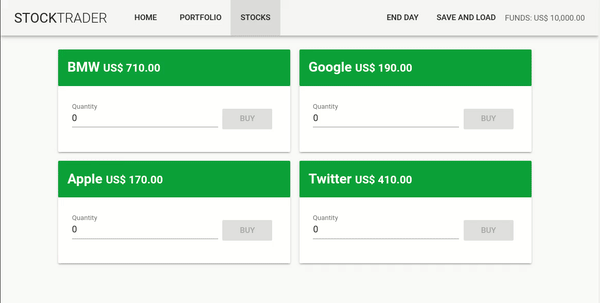 STOCKTRADER HOME PORTFOLIO STOCKS END DAY SAVE AND LOAD FUNDS: US$ 10,000.00
BMW US$ 710.00
Quantity
0 BUY
Google US$ 190.00
Quantity
0 BUY
Apple US$ 170.00
Quantity
0 BUY
Twitter US$ 410.00
Quantity
0 BUY